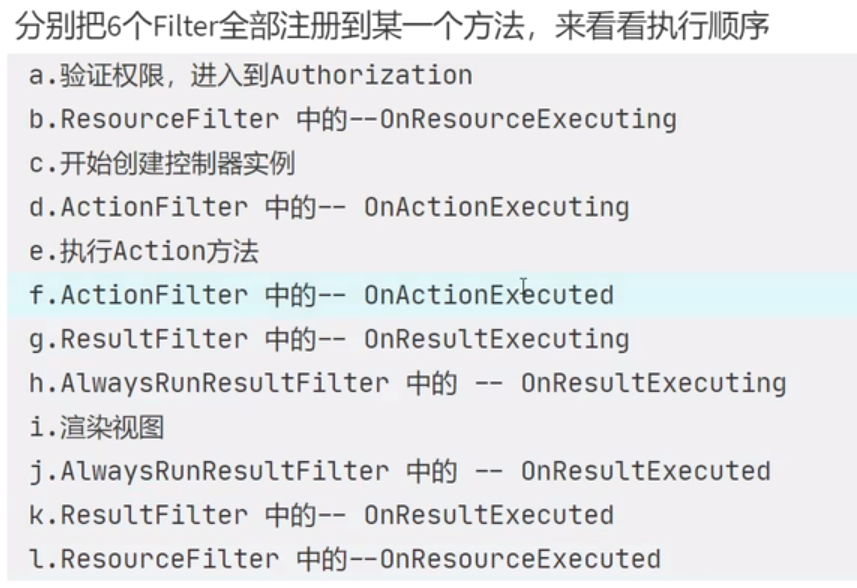 分别把6个Filter全部注册到某一个方法，来看看执行顺序
a.验证权限，进入到Authorization
b.ResourceFilter 中的--OnResourceExecuting
c.开始创建控制器实例
d.ActionFilter 中的-- OnActionExecuting
e.执行Action方法
f.ActionFilter 中的-- OnActionExecuted
g.ResultFilter 中的-- OnResultExecuting
h.AlwaysRunResultFilter 中的 -- OnResultExecuting
i.渲染视图
j.AlwaysRunResultFilter 中的 -- OnResultExecuted
k.ResultFilter 中的-- OnResultExecuted
l.ResourceFilter 中的--OnResourceExecuted